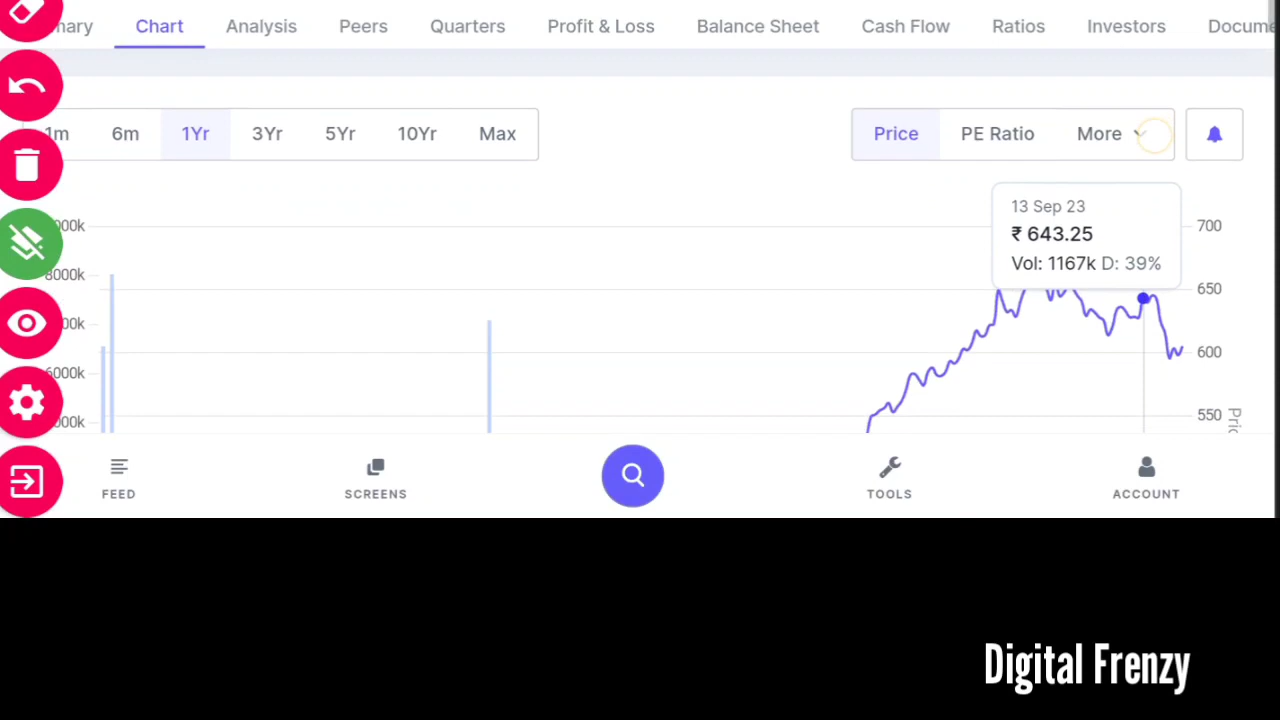 Chart Analysis Peers Quarters Profit & Loss Balance Sheet Cash Flow Ratios Investors
1m 6m 1Yr 3Yr 5Yr 10Yr Max Price PE Ratio More
13 Sep 23
₹ 643.25
Vol: 1167k D: 39%
700
8000k
650
6000k
600
550
FEED SCREENS TOOLS ACCOUNT
Digital Frenzy